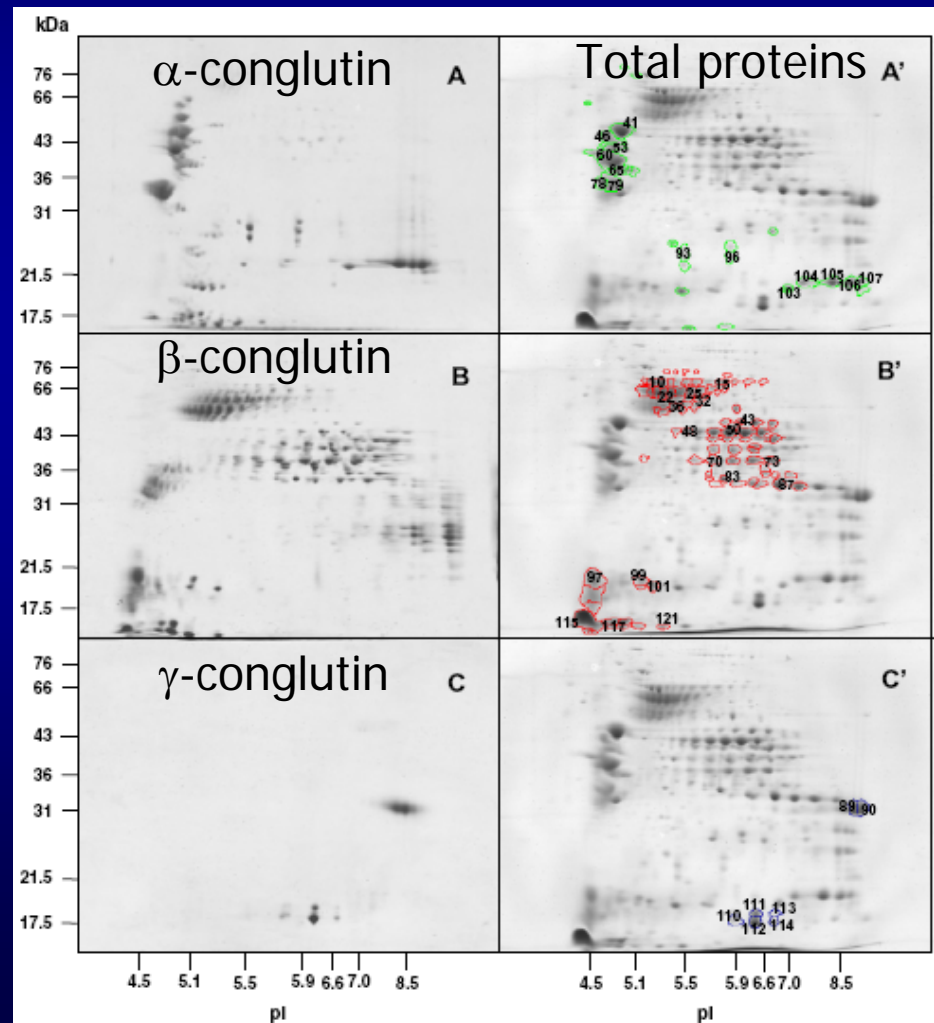 kDa
α-conglutin A
Total proteins A'
76
66
43
36
31
21.5
17.5
46 41
53
60
65
78 79
93 96
104 105 107
103 106
β-conglutin B
B'
76
66
43
36
31
21.5
17.5
10 15
22 25
36 32
48 50 43
70 73
83 87
97 99
101
115 117 121
γ-conglutin C
C'
76
66
43
36
31
21.5
17.5
89 90
110 111 113
112 114
4.5 5.1 5.5 5.9 6.6 7.0 8.5
4.5 5.1 5.5 5.9 6.6 7.0 8.5
pI
pI